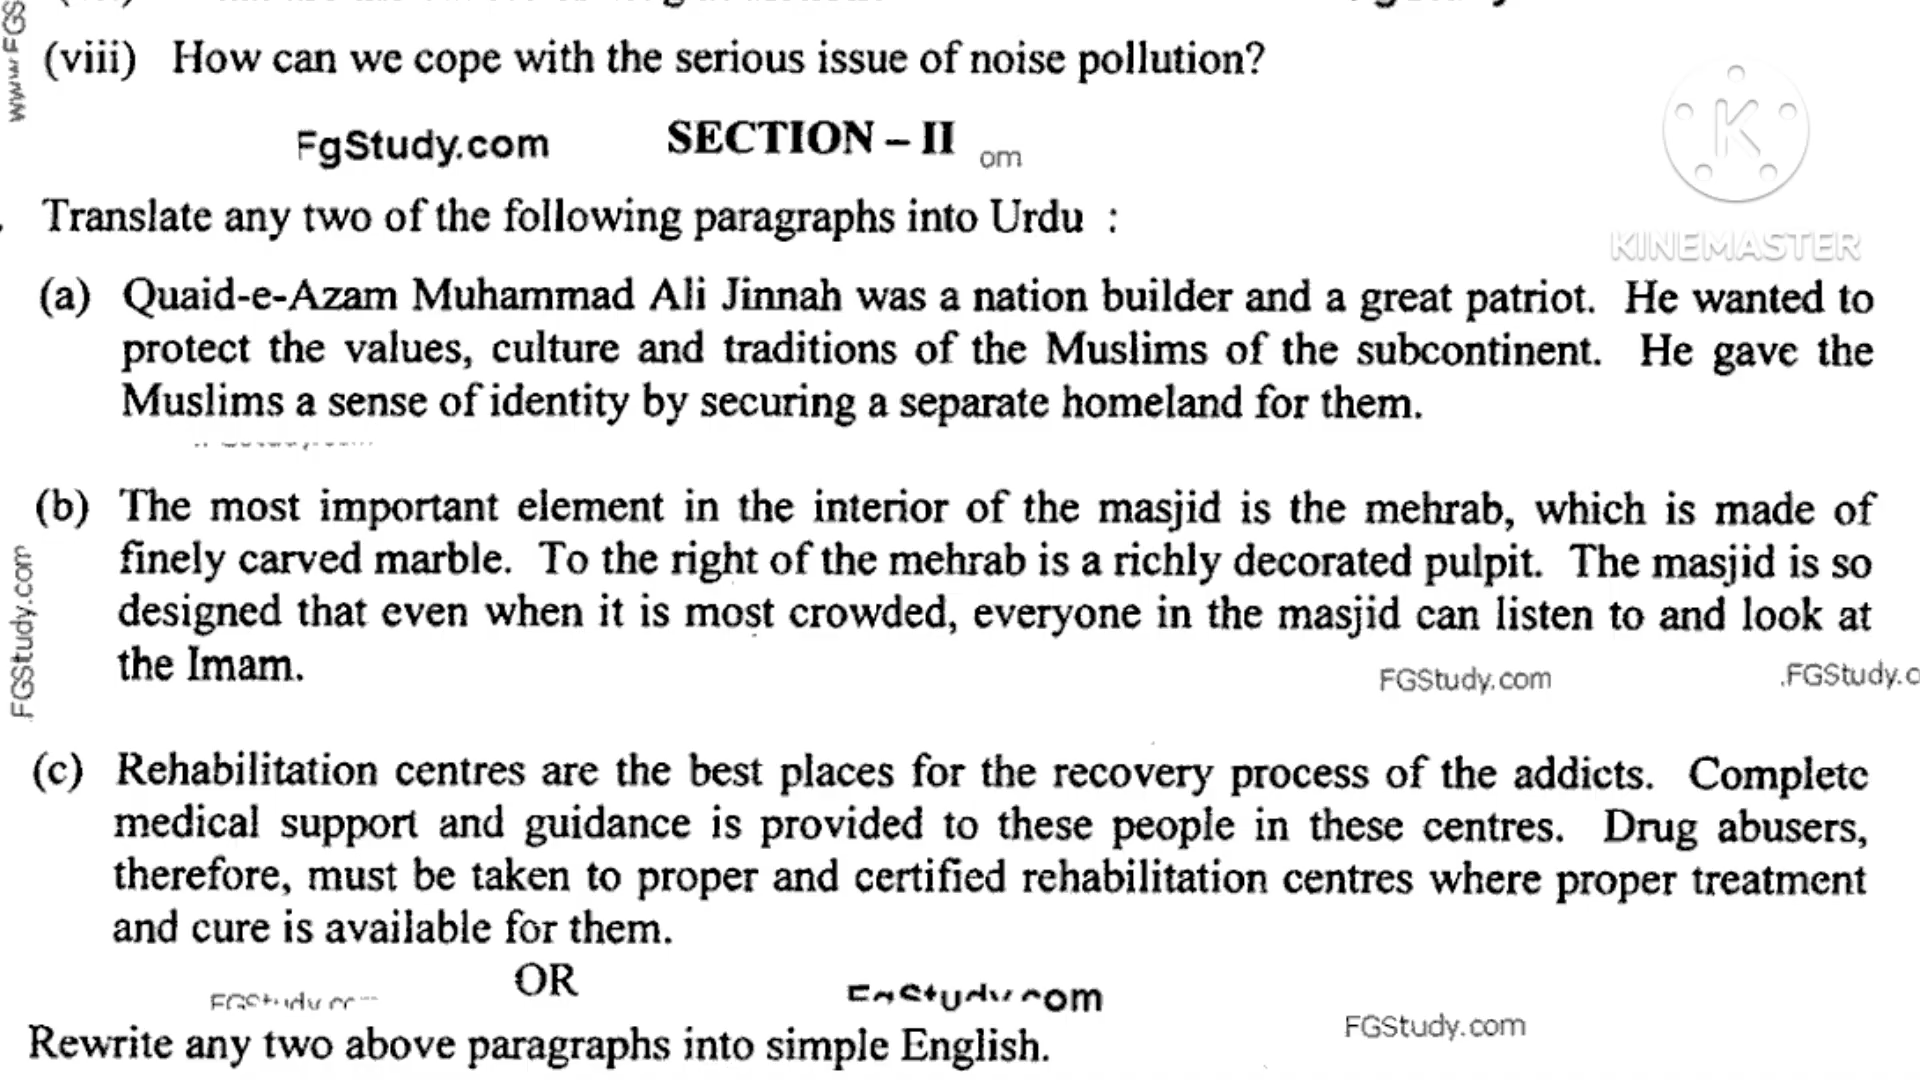 www.FGS
(viii) How can we cope with the serious issue of noise pollution?
FgStudy.com SECTION – II om
KINEMASTER
Translate any two of the following paragraphs into Urdu :
(a) Quaid-e-Azam Muhammad Ali Jinnah was a nation builder and a great patriot. He wanted to
protect the values, culture and traditions of the Muslims of the subcontinent. He gave the
Muslims a sense of identity by securing a separate homeland for them.
(b) The most important element in the interior of the masjid is the mehrab, which is made of
finely carved marble. To the right of the mehrab is a richly decorated pulpit. The masjid is so
designed that even when it is most crowded, everyone in the masjid can listen to and look at
the Imam.
FGStudy.com .FGStudy.c
FGStudy.com
(c) Rehabilitation centres are the best places for the recovery process of the addicts. Complete
medical support and guidance is provided to these people in these centres. Drug abusers,
therefore, must be taken to proper and certified rehabilitation centres where proper treatment
and cure is available for them.
OR
FGStudy.com
Rewrite any two above paragraphs into simple English.